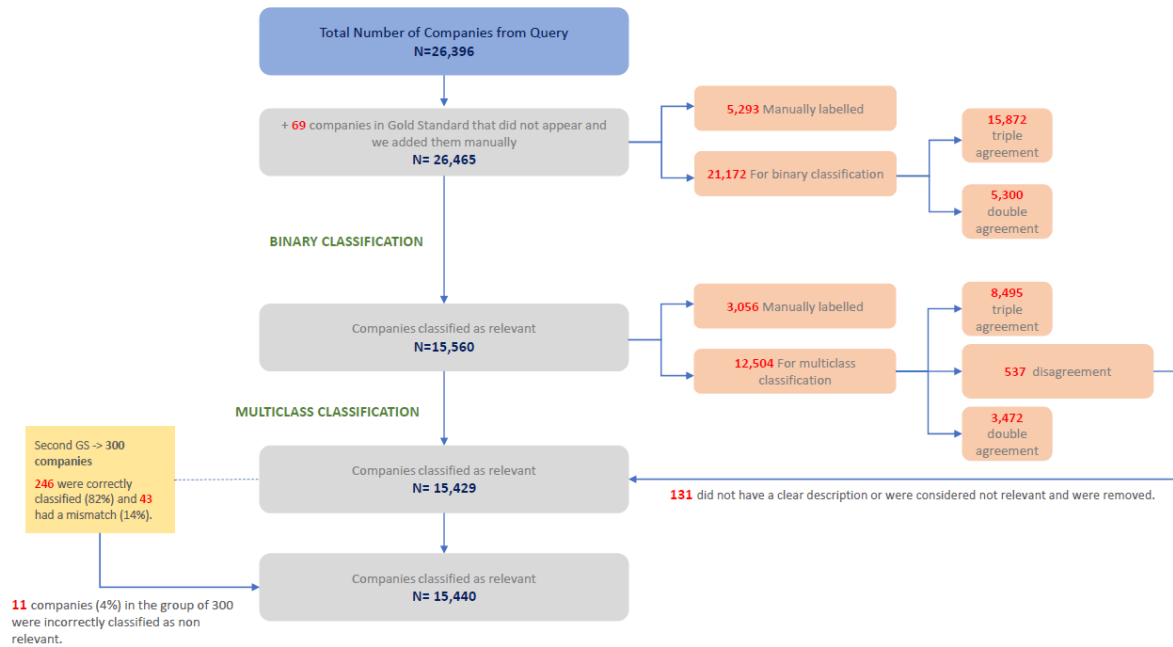 Total Number of Companies from Query
N=26,396
+ 69 companies in Gold Standard that did not appear and
we added them manually
N= 26,465
5,293 Manually labelled
21,172 For binary classification
15,872
triple
agreement
5,300
double
agreement
BINARY CLASSIFICATION
Companies classified as relevant
N=15,560
3,056 Manually labelled
12,504 For multiclass
classification
8,495
triple
agreement
537 disagreement
3,472
double
agreement
MULTICLASS CLASSIFICATION
Second GS -> 300
companies
246 were correctly
classified (82%) and 43
had a mismatch (14%).
Companies classified as relevant
N= 15,429
131 did not have a clear description or were considered not relevant and were removed.
Companies classified as relevant
N= 15,440
11 companies (4%) in the group of 300
were incorrectly classified as non
relevant.